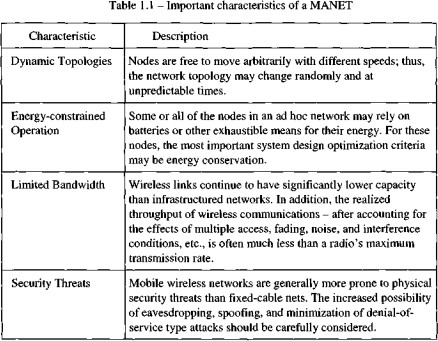 Table 1.1 – Important characteristics of a MANET
Characteristic Description
Dynamic Topologies Nodes are free to move arbitrarily with different speeds; thus,
the network topology may change randomly and at
unpredictable times.
Energy-constrained Some or all of the nodes in an ad hoc network may rely on
Operation batteries or other exhaustible means for their energy. For these
nodes, the most important system design optimization criteria
may be energy conservation.
Limited Bandwidth Wireless links continue to have significantly lower capacity
than infrastructured networks. In addition, the realized
throughput of wireless communications – after accounting for
the effects of multiple access, fading, noise, and interference
conditions, etc., is often much less than a radio's maximum
transmission rate.
Security Threats Mobile wireless networks are generally more prone to physical
security threats than fixed-cable nets. The increased possibility
of eavesdropping, spoofing, and minimization of denial-of-
service type attacks should be carefully considered.